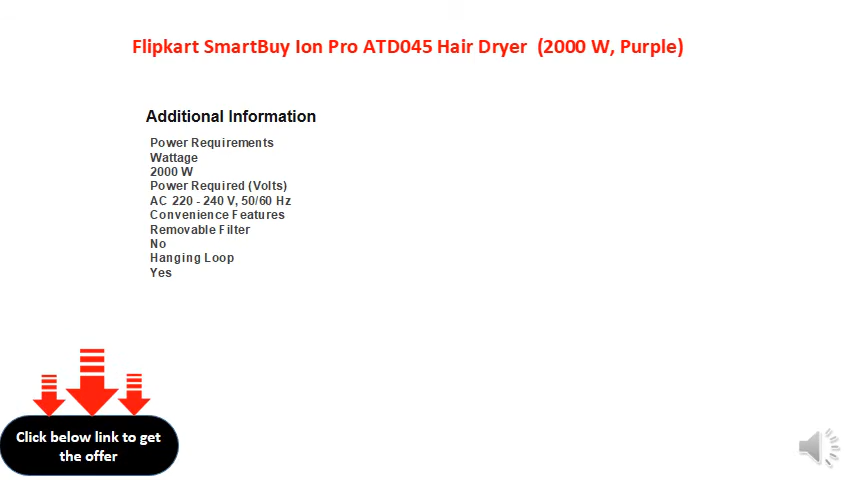 Flipkart SmartBuy Ion Pro ATD045 Hair Dryer  (2000 W, Purple)
Additional Information
Power Requirements
Wattage
2000 W
Power Required (Volts)
AC 220 - 240 V, 50/60 Hz
Convenience Features
Removable Filter
No
Hanging Loop
Yes
Click below link to get
the offer